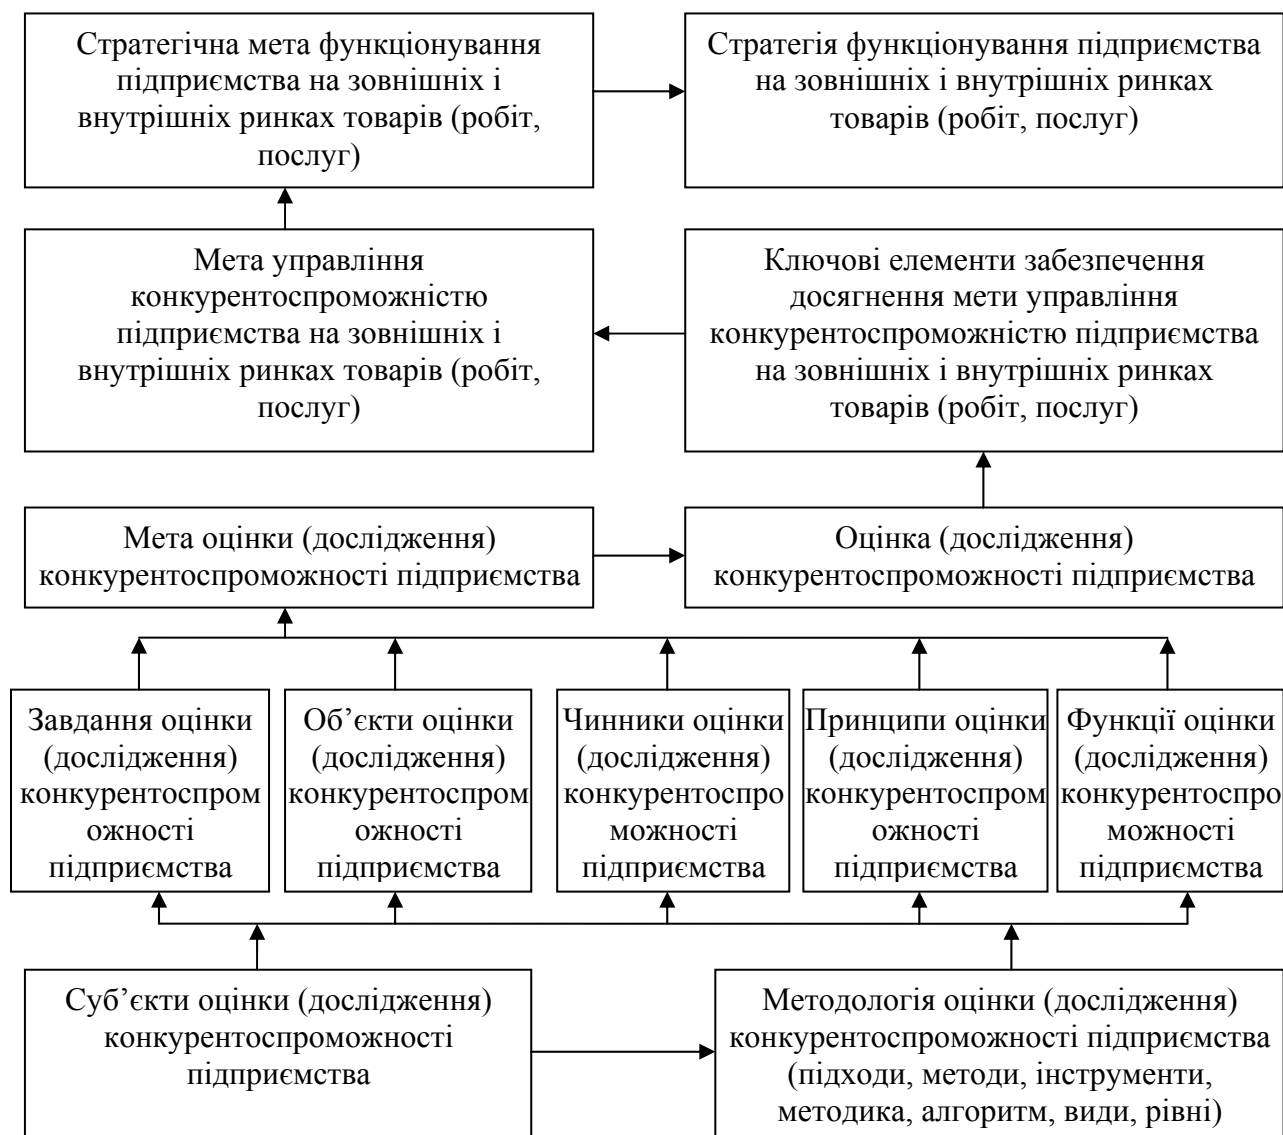 Стратегічна мета функціонування
підприємства на зовнішніх і
внутрішніх ринках товарів (робіт,
послуг)
Стратегія функціонування підприємства
на зовнішніх і внутрішніх ринках
товарів (робіт, послуг)
Мета управління
конкурентоспроможністю
підприємства на зовнішніх і
внутрішніх ринках товарів (робіт,
послуг)
Ключові елементи забезпечення
досягнення мети управління
конкурентоспроможністю підприємства
на зовнішніх і внутрішніх ринках
товарів (робіт, послуг)
Мета оцінки (дослідження)
конкурентоспроможності підприємства
Оцінка (дослідження)
конкурентоспроможності підприємства
Завдання оцінки
(дослідження)
конкурентоспром
ожності
підприємства
Об’єкти оцінки
(дослідження)
конкурентоспром
ожності
підприємства
Чинники оцінки
(дослідження)
конкурентоспро
можності
підприємства
Принципи оцінки
(дослідження)
конкурентоспром
ожності
підприємства
Функції оцінки
(дослідження)
конкурентоспро
можності
підприємства
Суб’єкти оцінки (дослідження)
конкурентоспроможності
підприємства
Методологія оцінки (дослідження)
конкурентоспроможності підприємства
(підходи, методи, інструменти,
методика, алгоритм, види, рівні)